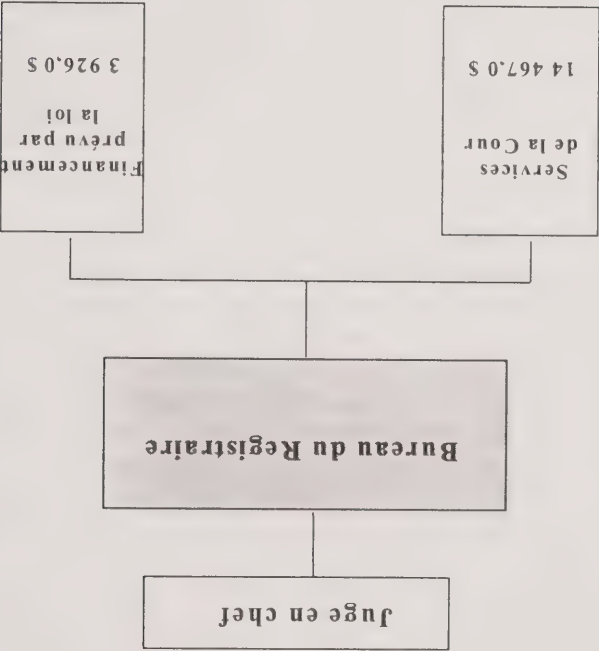 Juge en chef
Bureau du Registraire
Services
de la Cour
14 467,0 $
Financement
prévu par
la loi
3 926,0 $